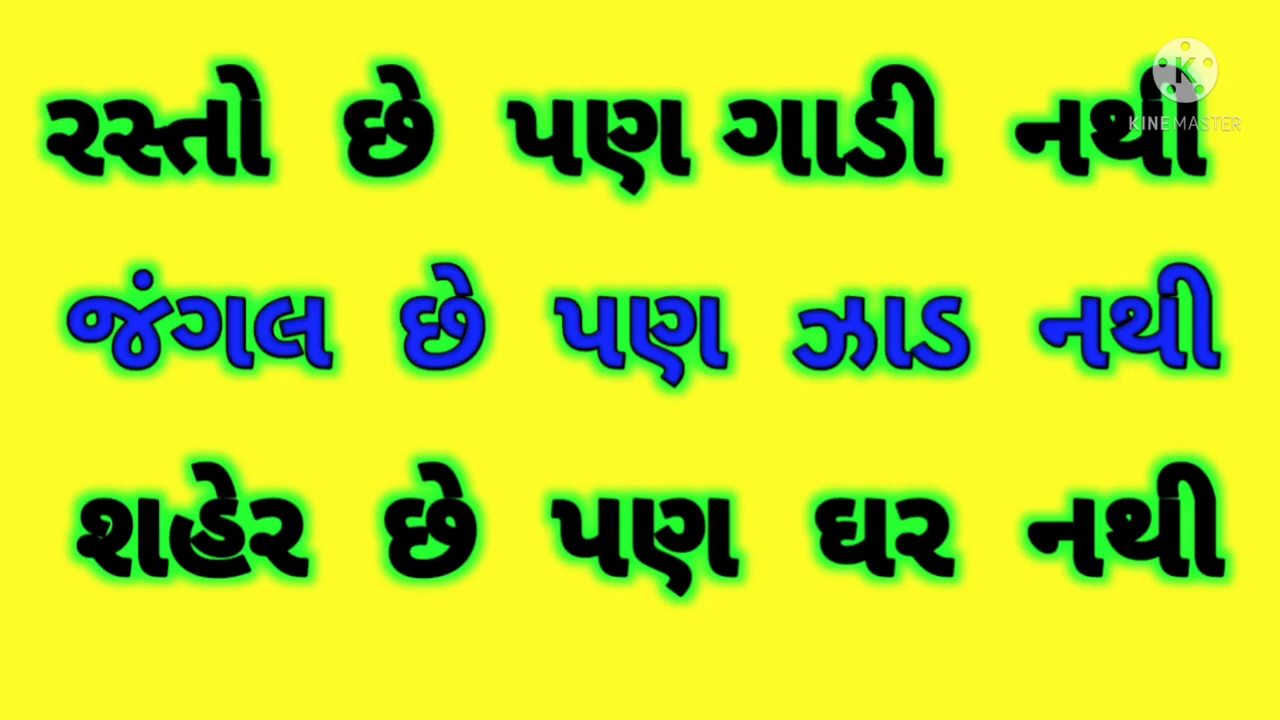 રસ્તો છે પણ ગાડી નથી
KINEMASTER
જંગલ છે પણ ઝાડ નથી
શહેર છે પણ ઘર નથી